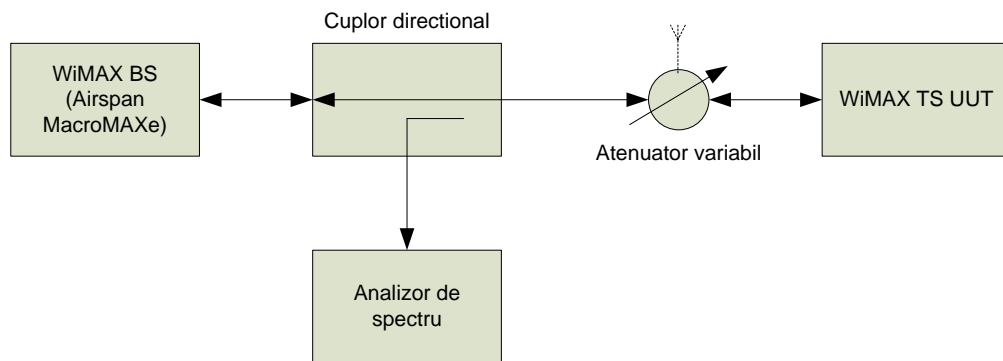 Cuplor directional
WiMAX BS
(Airspan
MacroMAXe)
WiMAX TS UUT
Atenuator variabil
Analizor de
spectru